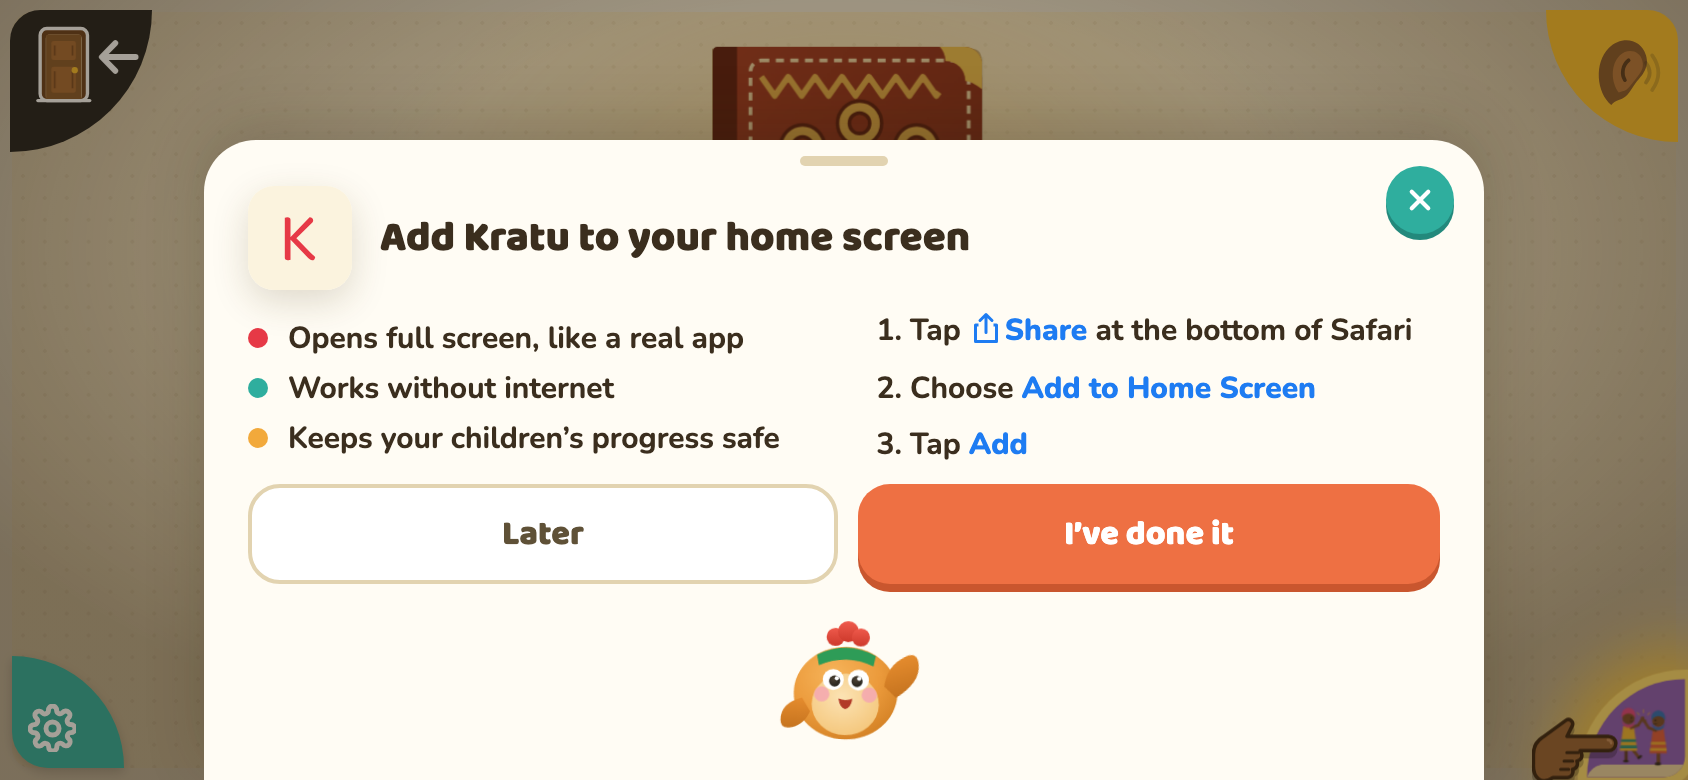 K
Add Kratu to your home screen
Opens full screen, like a real app
Works without internet
Keeps your children’s progress safe
1. Tap Share at the bottom of Safari
2. Choose Add to Home Screen
3. Tap Add
Later
I’ve done it